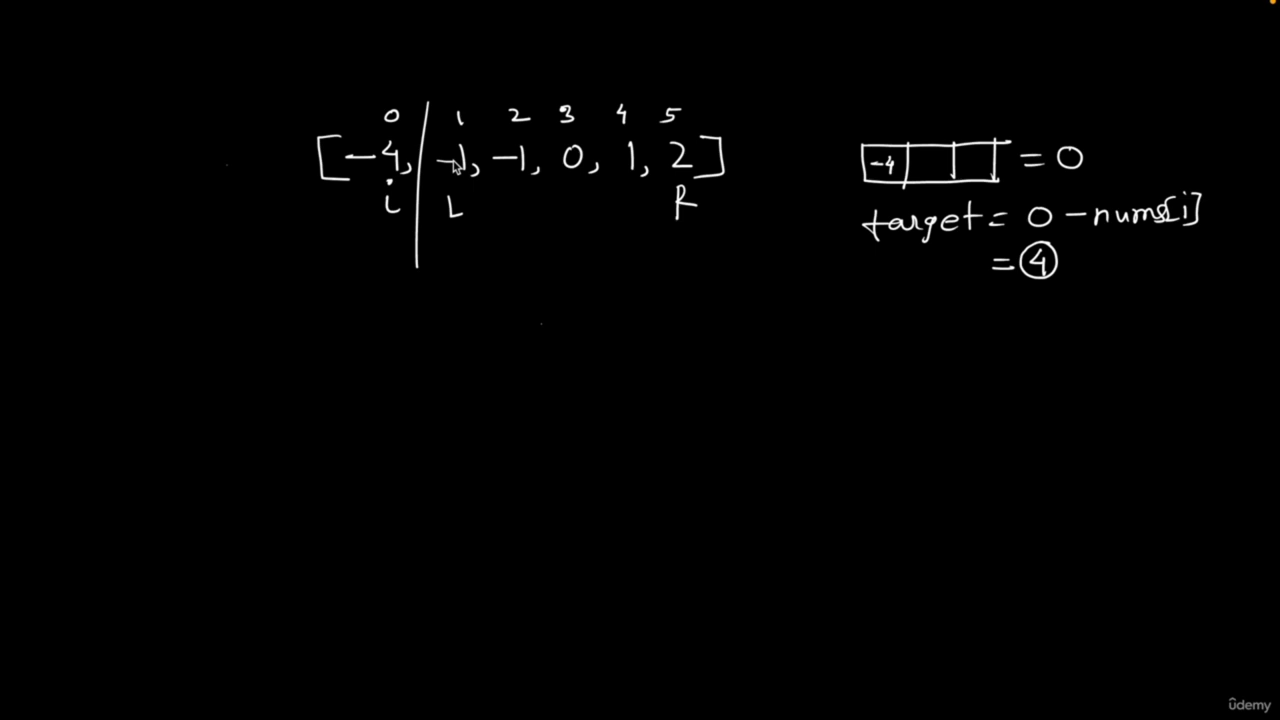 0 1 2 3 4 5
[-4, -1, -1, 0, 1, 2]
i L R
-4 = 0
target = 0 - nums[i]
= 4
ûdemy